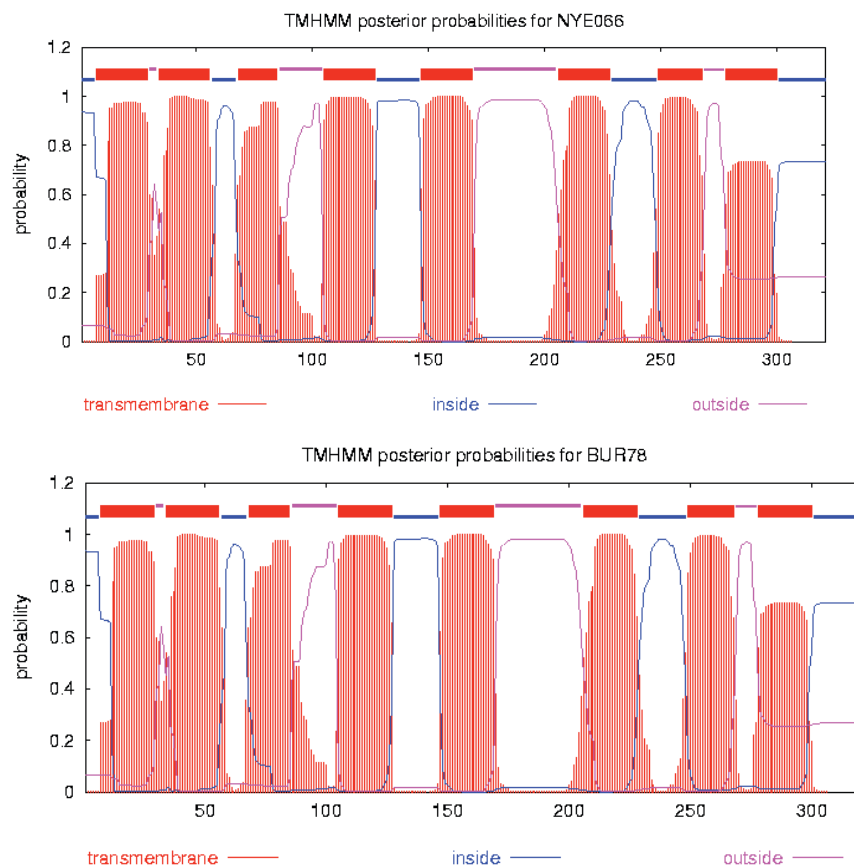 TMHMM posterior probabilities for NYE066
1.2
1
0.8
0.6
0.4
0.2
0
probability
50 100 150 200 250 300
transmembrane inside outside
TMHMM posterior probabilities for BUR78
1.2
1
0.8
0.6
0.4
0.2
0
probability
50 100 150 200 250 300
transmembrane inside outside